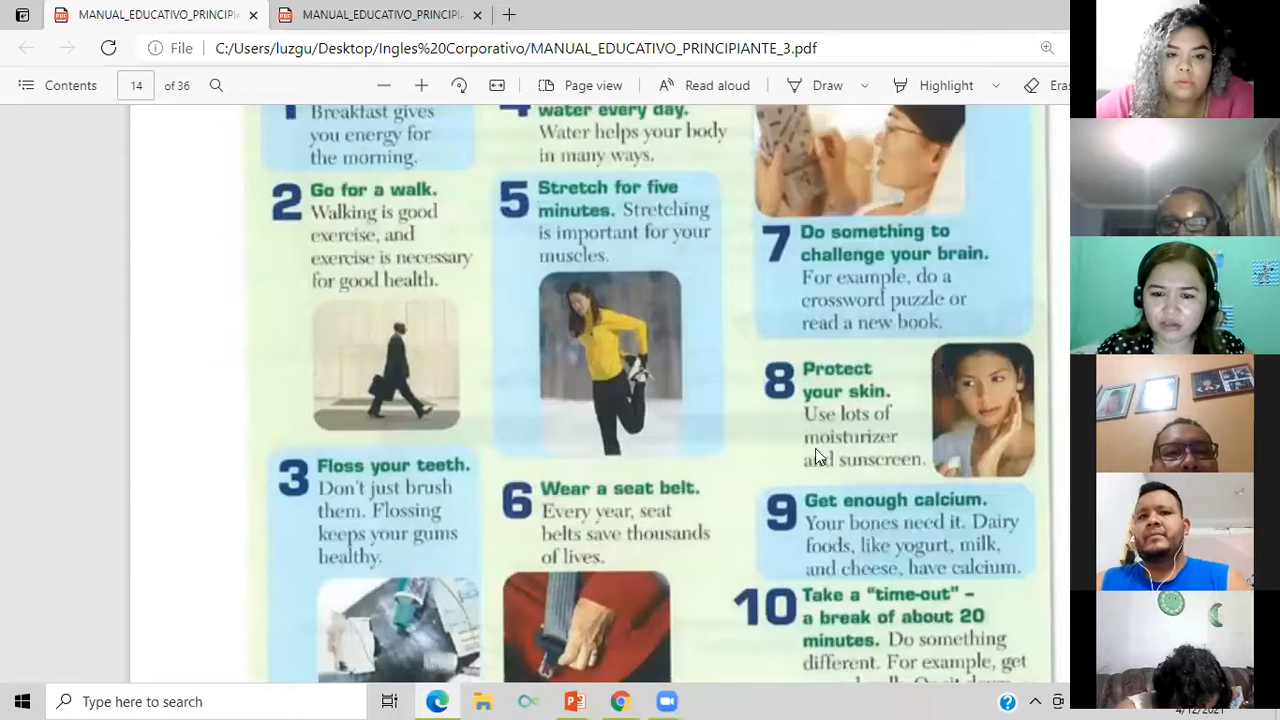 MANUAL_EDUCATIVO_PRINCIPI
MANUAL_EDUCATIVO_PRINCIPI
File
C:/Users/luzgu/Desktop/Ingles%20Corporativo/MANUAL_EDUCATIVO_PRINCIPIANTE_3.pdf
Contents
14
of 36
Page view
Read aloud
Draw
Highlight
Eras
1
Breakfast gives
you energy for
the morning.
2 Go for a walk.
Walking is good
exercise, and
exercise is necessary
for good health.
3 Floss your teeth.
Don't just brush
them. Flossing
keeps your gums
healthy.
4 water every day.
Water helps your body
in many ways.
5 Stretch for five
minutes. Stretching
is important for your
muscles.
6 Wear a seat belt.
Every year, seat
belts save thousands
of lives.
7 Do something to
challenge your brain.
For example, do a
crossword puzzle or
read a new book.
8 Protect
your skin.
Use lots of
moisturizer
and sunscreen.
9 Get enough calcium.
Your bones need it. Dairy
foods, like yogurt, milk,
and cheese, have calcium.
10 Take a "time-out" –
a break of about 20
minutes. Do something
different. For example, get
Type here to search
4/12/2021